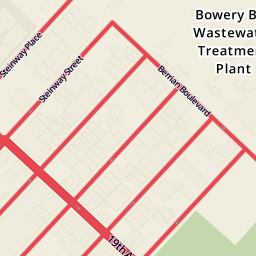 Bowery B
Wastewat
Treatmen
Plant
Steinway Place
Steinway Street
Berrian Boulevard
19th A